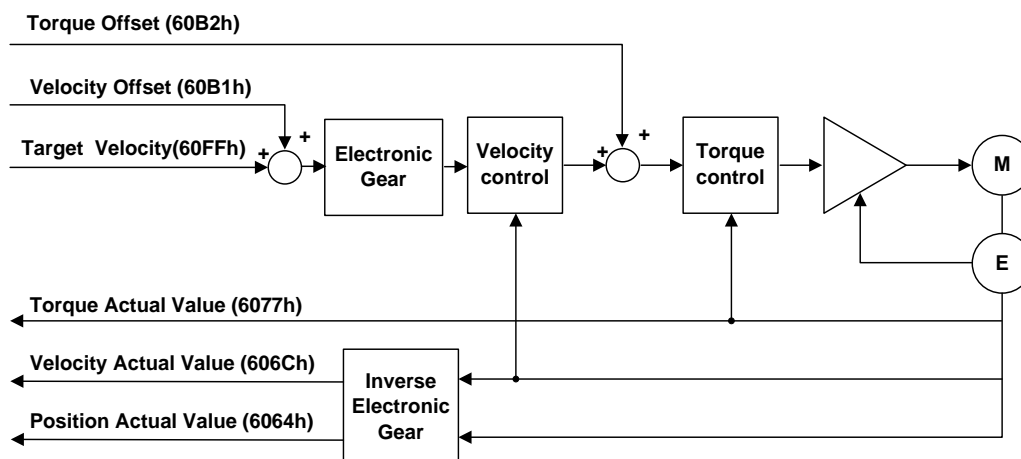 Torque Offset (60B2h)
Velocity Offset (60B1h)
Target Velocity(60FFh)
+
+
Electronic
Gear
Velocity
control
+
+
Torque
control
M
E
Torque Actual Value (6077h)
Velocity Actual Value (606Ch)
Position Actual Value (6064h)
Inverse
Electronic
Gear